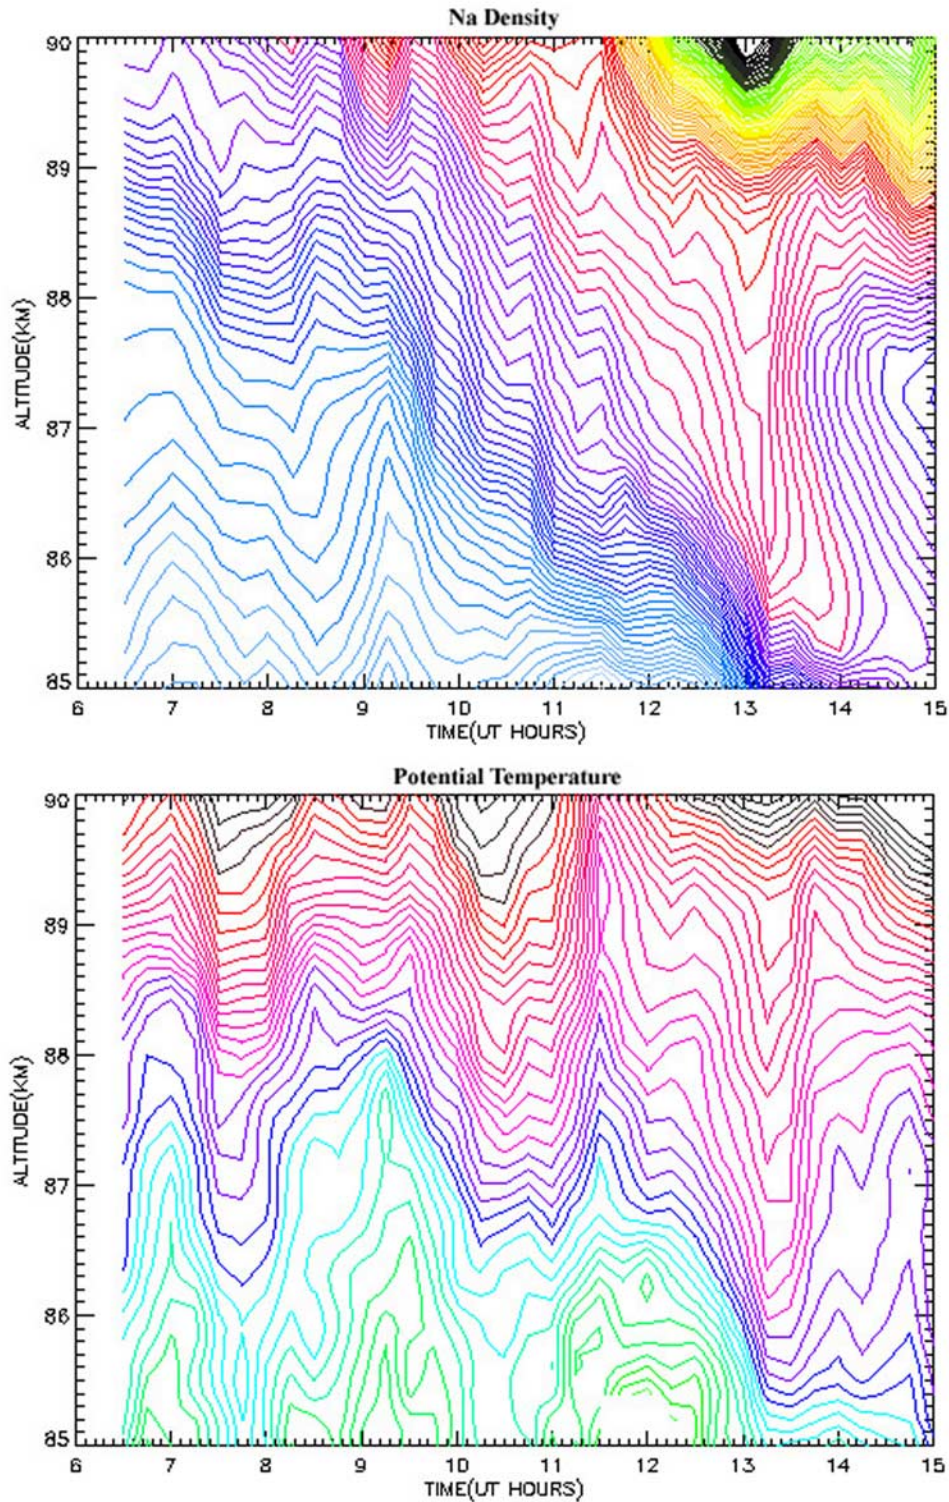 Na Density
90
89
88
87
86
85
ALTITUDE(KM)
6 7 8 9 10 11 12 13 14 15
TIME(UT HOURS)
Potential Temperature
90
89
88
87
86
85
ALTITUDE(KM)
6 7 8 9 10 11 12 13 14 15
TIME(UT HOURS)